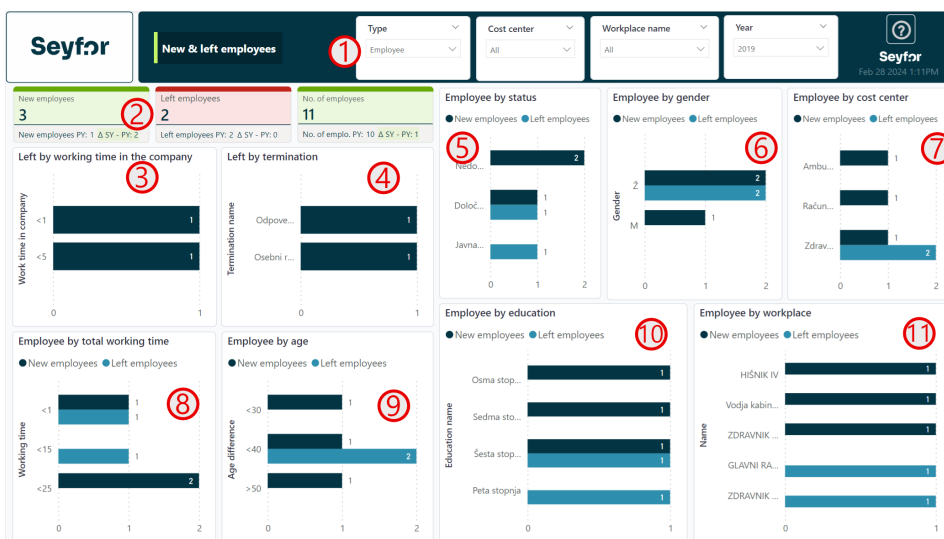 Seyfor
New & left employees
1
Type
Employee
Cost center
All
Workplace name
All
Year
2019
Seyfor
Feb 28 2024 1:11PM
New employees
3
New employees PY: 1 Δ SY - PY: 2
2
Left employees
2
Left employees PY: 2 Δ SY - PY: 0
No. of employees
11
No. of emplo. PY: 10 Δ SY - PY: 1
Left by working time in the company
3
Work time in company
<1
1
<5
1
0
1
Left by termination
4
Termination name
Odpove...
1
Osebni r...
1
0
1
Employee by status
New employees Left employees
5
Nedo...
2
Določ...
1
1
Javna...
1
0
1
2
Employee by gender
New employees Left employees
6
Gender
Ž
2
2
M
1
0
1
2
Employee by cost center
New employees Left employees
7
Ambu...
1
Račun...
1
Zdrav...
1
2
0
1
2
Employee by total working time
New employees Left employees
8
Working time
<1
1
1
<15
1
<25
2
0
1
2
Employee by age
New employees Left employees
9
Age difference
<30
1
<40
1
2
>50
1
0
1
2
Employee by education
New employees Left employees
10
Education name
Osma stop...
1
Sedma sto...
1
Šesta stop...
1
1
Peta stopnja
1
0
1
Employee by workplace
New employees Left employees
11
Name
HIŠNIK IV
1
Vodja kabin...
1
ZDRAVNIK ...
1
GLAVNI RA...
1
ZDRAVNIK ...
1
0
1